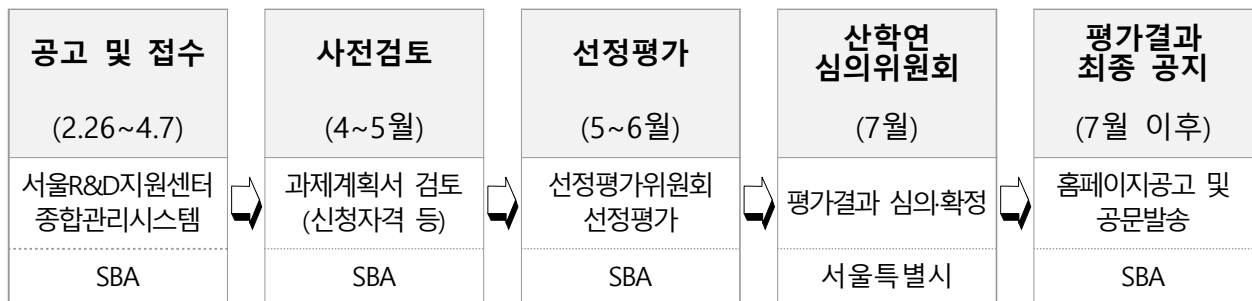 공고 및 접수
(2.26~4.7)
서울R&D지원센터
종합관리시스템
SBA
사전검토
(4~5월)
과제계획서 검토
(신청자격 등)
SBA
선정평가
(5~6월)
선정평가위원회
선정평가
SBA
산학연
심의위원회
(7월)
평가결과 심의·확정
서울특별시
평가결과
최종 공지
(7월 이후)
홈페이지공고 및
공문발송
SBA